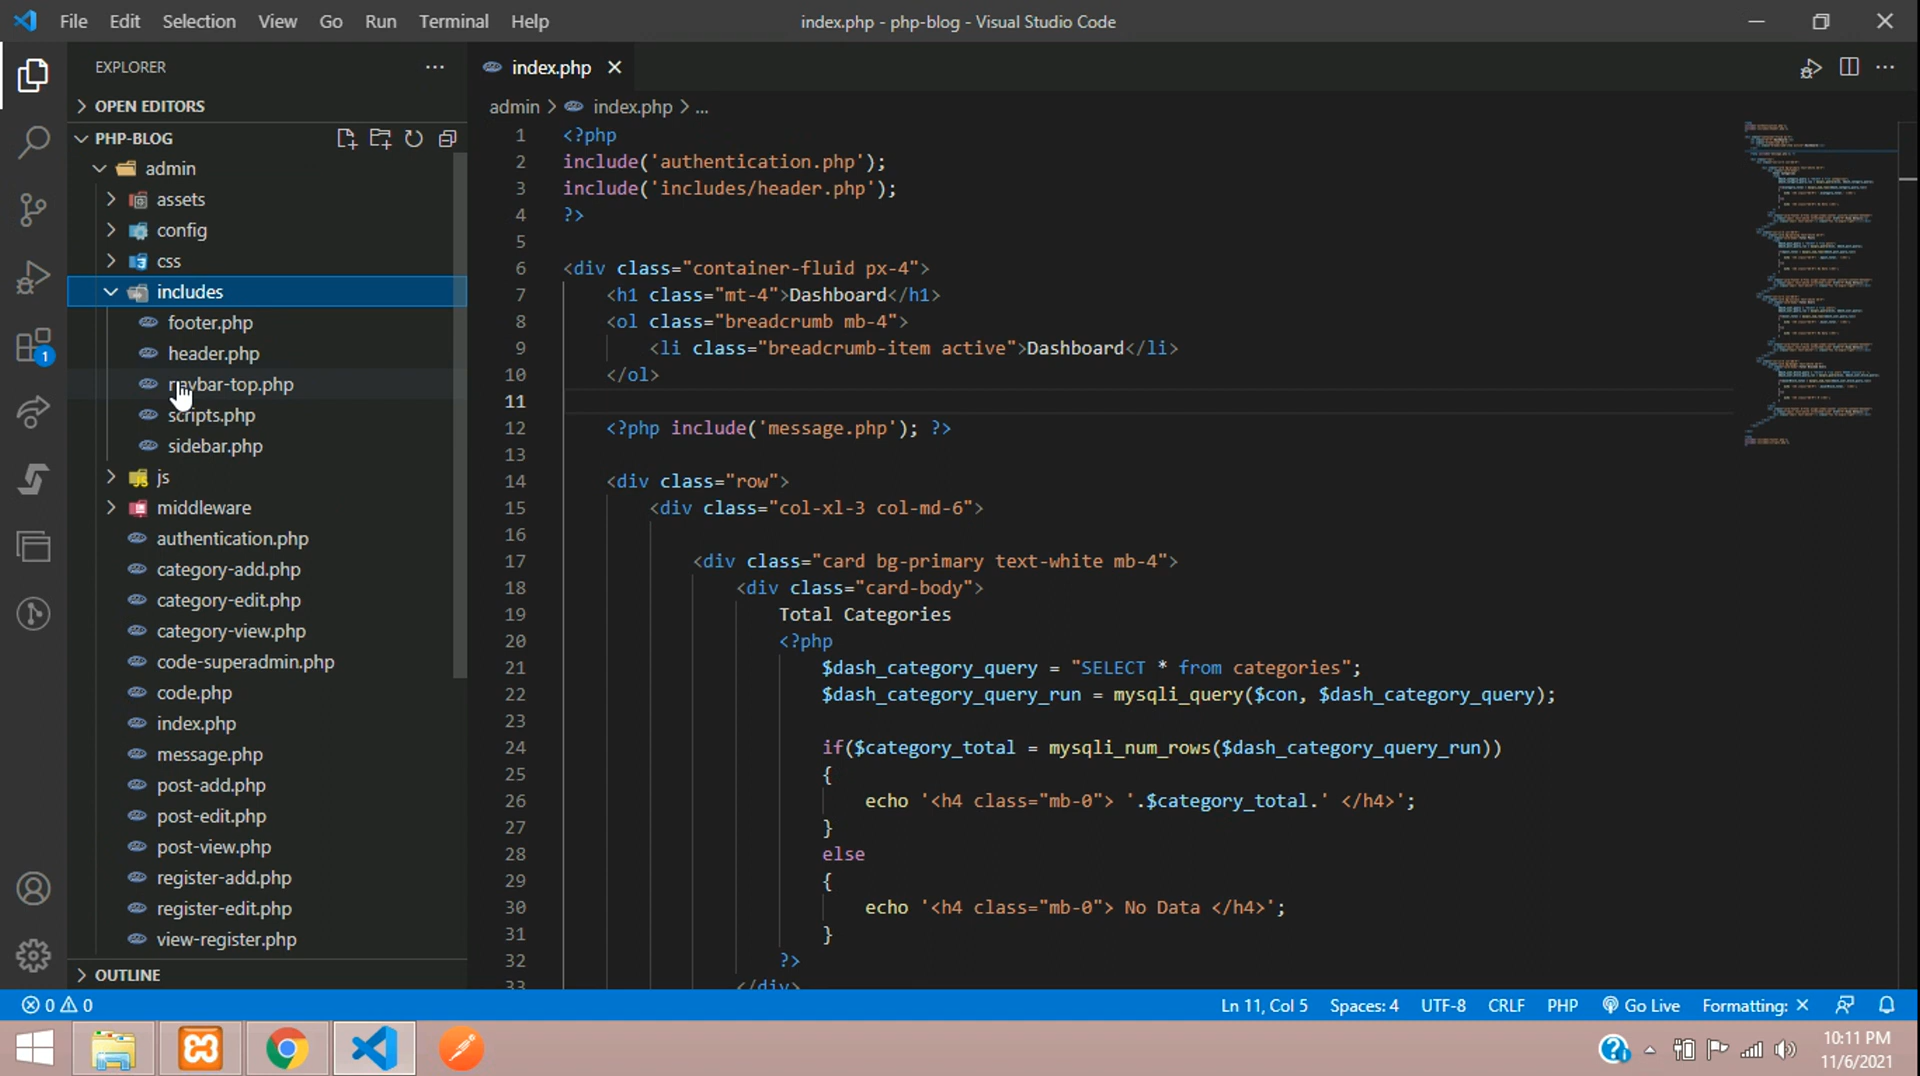 File Edit Selection View Go Run Terminal Help index.php - php-blog - Visual Studio Code
EXPLORER
OPEN EDITORS
PHP-BLOG
admin
assets
config
css
includes
footer.php
header.php
navbar-top.php
scripts.php
sidebar.php
js
middleware
authentication.php
category-add.php
category-edit.php
category-view.php
code-superadmin.php
code.php
index.php
message.php
post-add.php
post-edit.php
post-view.php
register-add.php
register-edit.php
view-register.php
OUTLINE
1
index.php
admin > index.php > ...
1 <?php
2 include('authentication.php');
3 include('includes/header.php');
4 ?>
5
6 <div class="container-fluid px-4">
7 <h1 class="mt-4">Dashboard</h1>
8 <ol class="breadcrumb mb-4">
9 <li class="breadcrumb-item active">Dashboard</li>
10 </ol>
11
12 <?php include('message.php'); ?>
13
14 <div class="row">
15 <div class="col-xl-3 col-md-6">
16
17 <div class="card bg-primary text-white mb-4">
18 <div class="card-body">
19 Total Categories
20 <?php
21 $dash_category_query = "SELECT * from categories";
22 $dash_category_query_run = mysqli_query($con, $dash_category_query);
23
24 if($category_total = mysqli_num_rows($dash_category_query_run))
25 {
26 echo '<h4 class="mb-0"> '.$category_total.' </h4>';
27 }
28 else
29 {
30 echo '<h4 class="mb-0"> No Data </h4>';
31 }
32 ?>
33 </div>
0 0 Ln 11, Col 5 Spaces: 4 UTF-8 CRLF PHP Go Live Formatting: ×
10:11 PM
11/6/2021